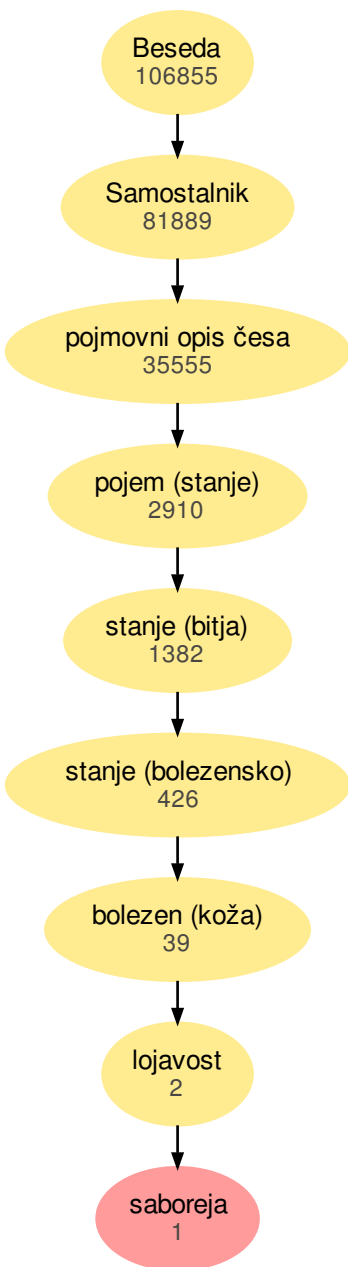 Beseda
106855
Samostalnik
81889
pojmovni opis česa
35555
pojem (stanje)
2910
stanje (bitja)
1382
stanje (bolezensko)
426
bolezen (koža)
39
lojavost
2
saboreja
1